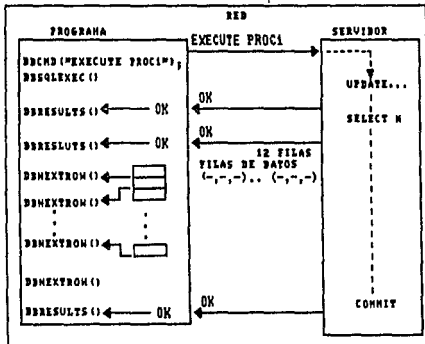 RED
PROGRAMA SERVIDOR
EXECUTE PROC1
DBCMD("EXECUTE PROC1");
DBSQLEXEC()
UPDATE...
OK
DBRESULTS() OK
SELECT N
OK
DBRESLUTS() OK
12 FILAS
FILAS DE DATOS
(-,-,-).. (-,-,-)
DBNEXTROW()
DBNEXTROW()
DBNEXTROW()
DBNEXTROW()
OK
DBRESULTS() OK
COMMIT